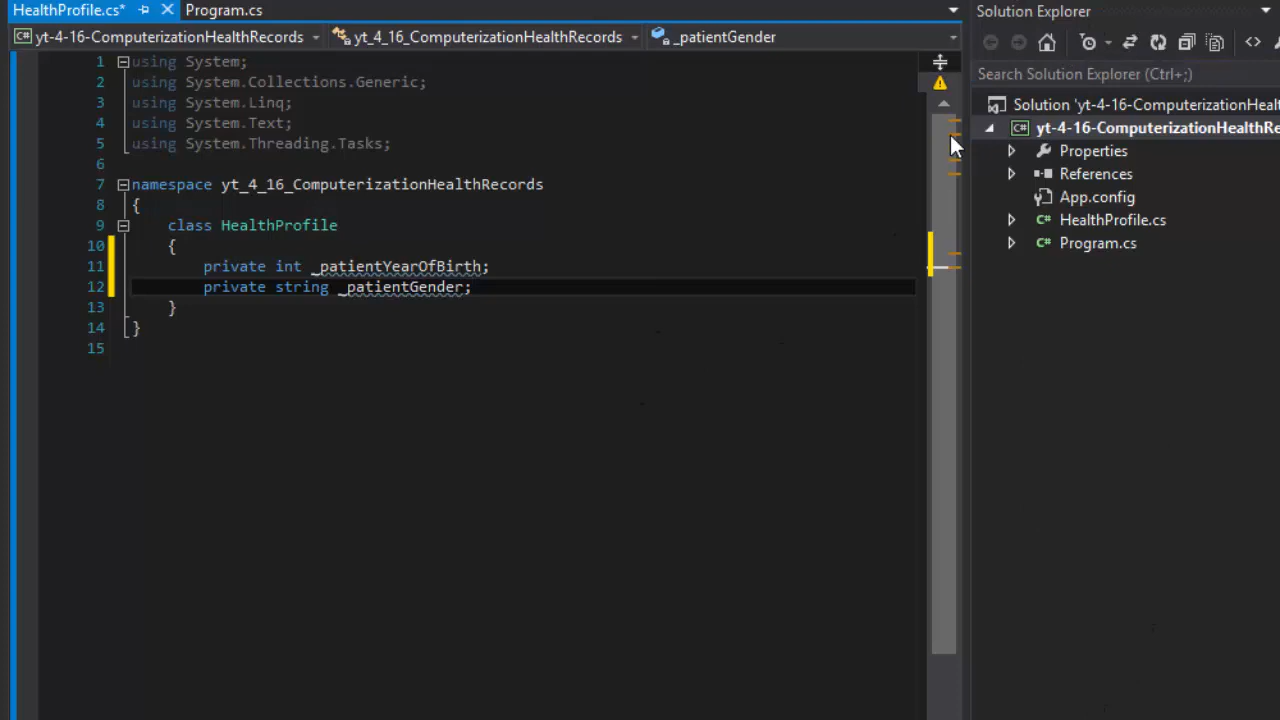 HealthProfile.cs*
Program.cs
Solution Explorer
yt-4-16-ComputerizationHealthRecords
yt_4_16_ComputerizationHealthRecords
_patientGender
Search Solution Explorer (Ctrl+;)
1 using System;
2 using System.Collections.Generic;
3 using System.Linq;
4 using System.Text;
5 using System.Threading.Tasks;
6
7 namespace yt_4_16_ComputerizationHealthRecords
8 {
9 class HealthProfile
10 {
11 private int _patientYearOfBirth;
12 private string _patientGender;
13 }
14 }
15
Solution 'yt-4-16-ComputerizationHealt
yt-4-16-ComputerizationHealthRe
Properties
References
App.config
C# HealthProfile.cs
C# Program.cs